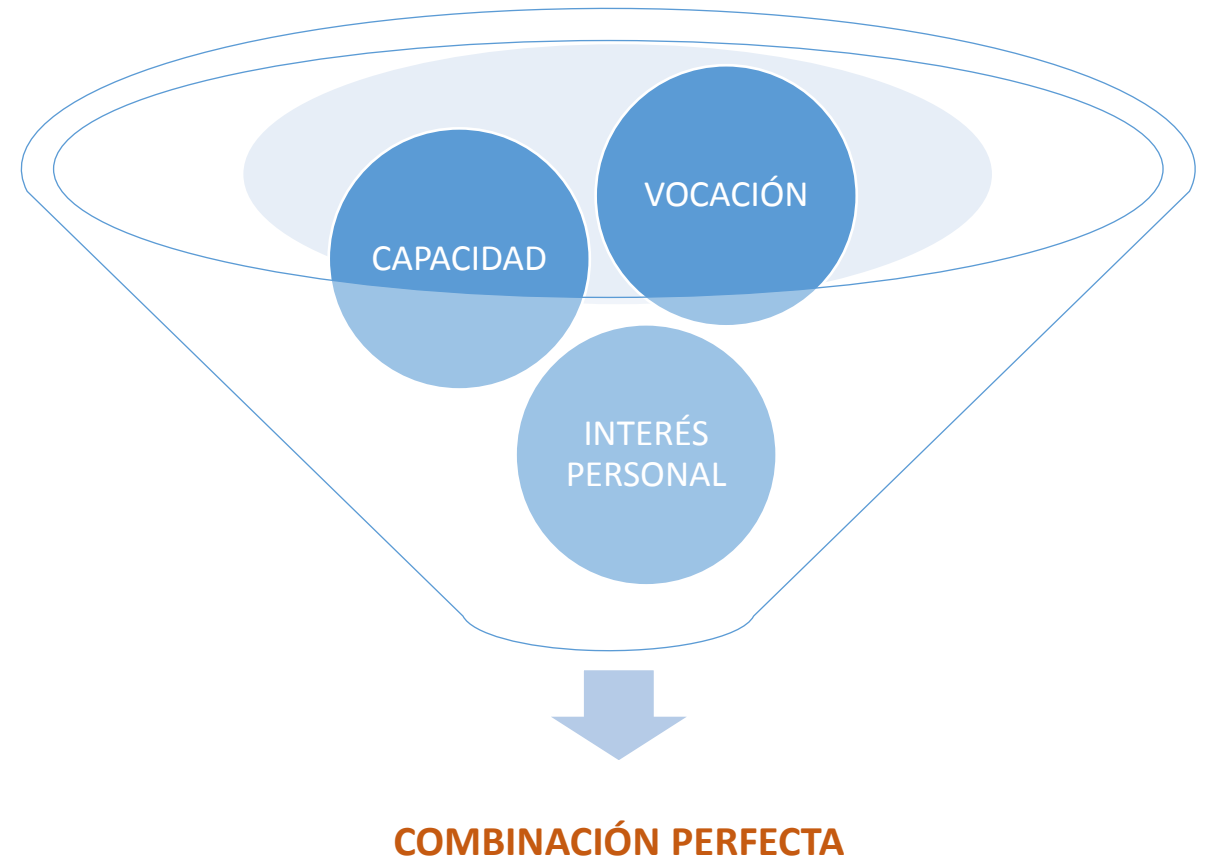 VOCACIÓN
CAPACIDAD
INTERÉS
PERSONAL
COMBINACIÓN PERFECTA